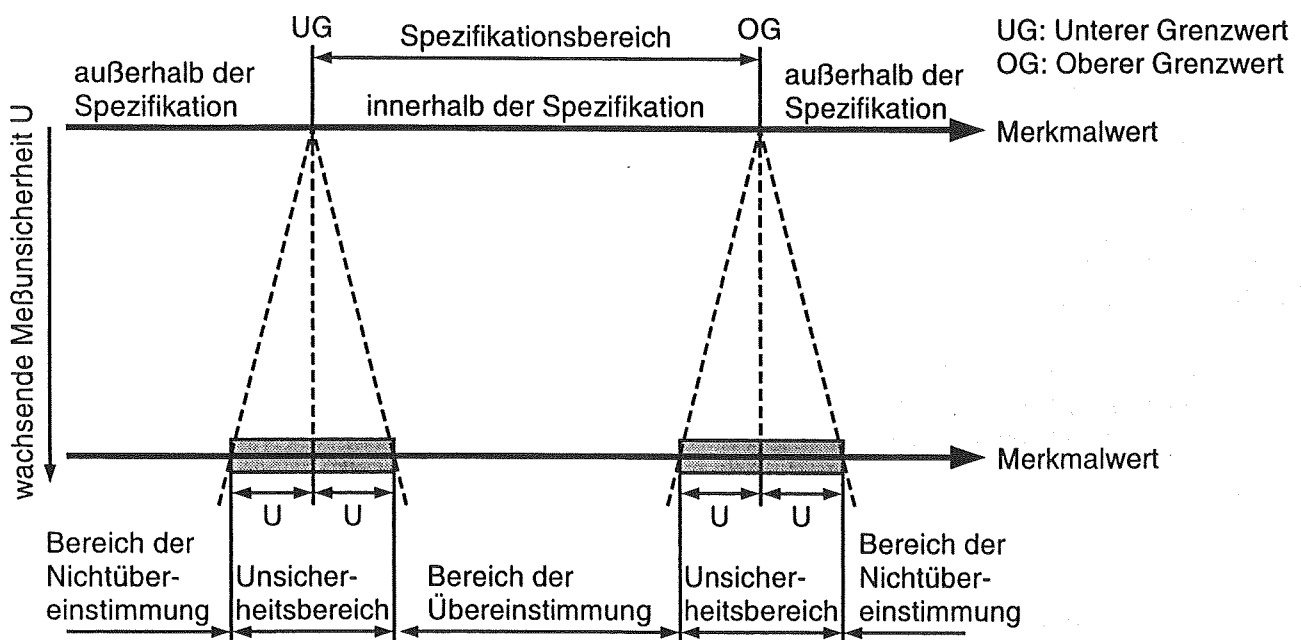 UG
Spezifikationsbereich
OG
UG: Unterer Grenzwert
OG: Oberer Grenzwert
außerhalb der
Spezifikation
innerhalb der Spezifikation
außerhalb der
Spezifikation
Merkmalwert
wachsende Meßunsicherheit U
Merkmalwert
U
U
U
U
Bereich der
Nichtüber-
einstimmung
Unsicher-
heitsbereich
Bereich der
Übereinstimmung
Unsicher-
heitsbereich
Bereich der
Nichtüber-
einstimmung